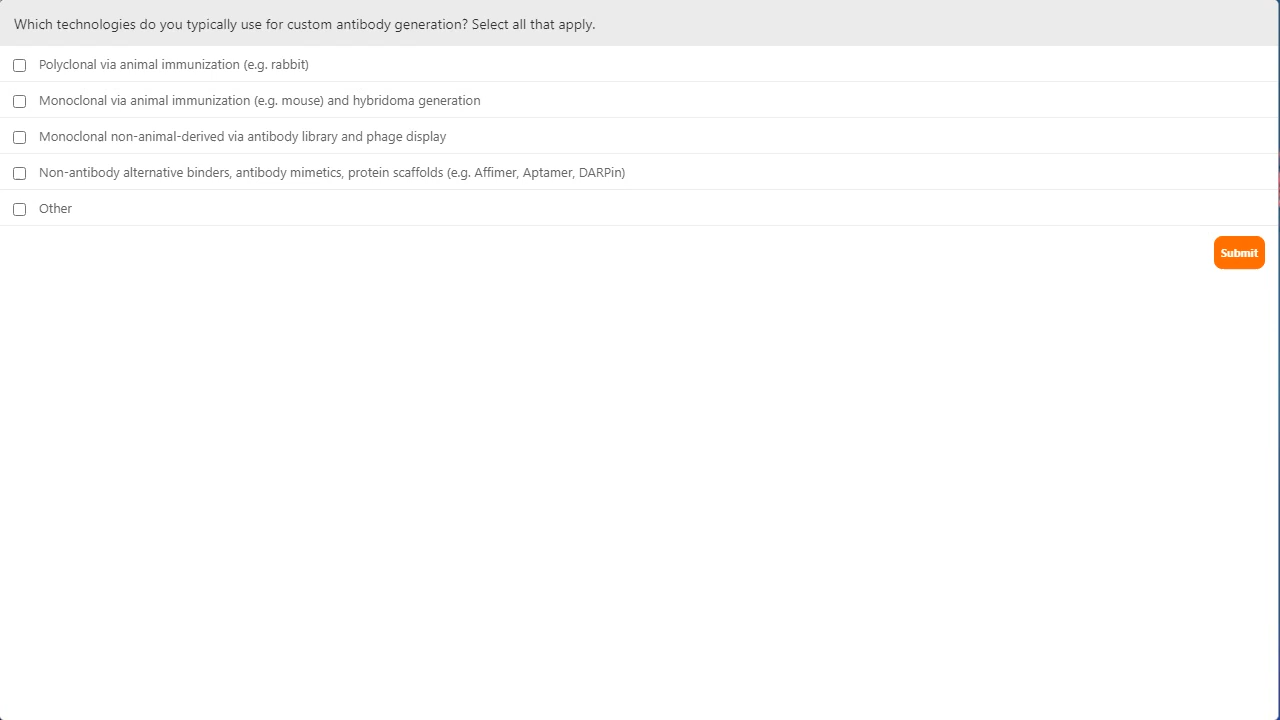 Which technologies do you typically use for custom antibody generation? Select all that apply.
Polyclonal via animal immunization (e.g. rabbit)
Monoclonal via animal immunization (e.g. mouse) and hybridoma generation
Monoclonal non-animal-derived via antibody library and phage display
Non-antibody alternative binders, antibody mimetics, protein scaffolds (e.g. Affimer, Aptamer, DARPin)
Other
Submit